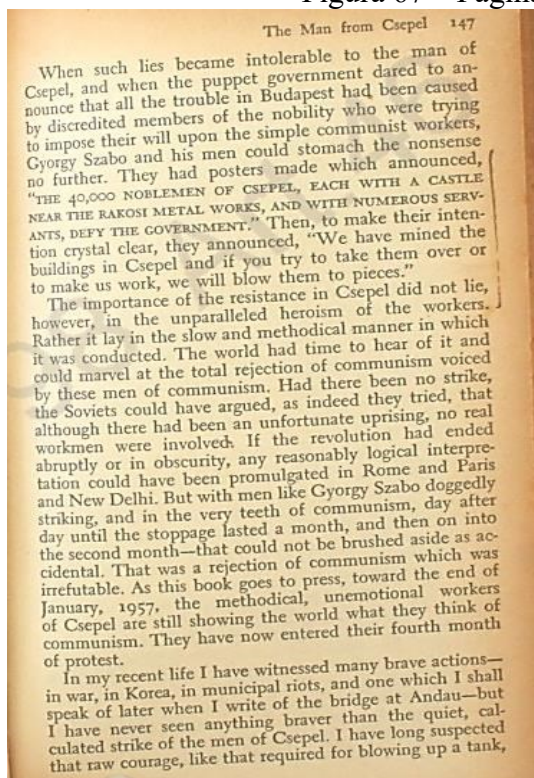 Figura 67 – Página
The Man from Csepel 147
When such lies became intolerable to the man of
Csepel, and when the puppet government dared to an-
nounce that all the trouble in Budapest had been caused
by discredited members of the nobility who were trying
to impose their will upon the simple communist workers,
Gyorgy Szabo and his men could stomach the nonsense
no further. They had posters made which announced,
"THE 40,000 NOBLEMEN OF CSEPEL, EACH WITH A CASTLE
NEAR THE RAKOSI METAL WORKS, AND WITH NUMEROUS SERV-
ANTS, DEFY THE GOVERNMENT." Then, to make their inten-
tion crystal clear, they announced, "We have mined the
buildings in Csepel and if you try to take them over or
to make us work, we will blow them to pieces."
The importance of the resistance in Csepel did not lie,
however, in the unparalleled heroism of the workers.
Rather it lay in the slow and methodical manner in which
it was conducted. The world had time to hear of it and
could marvel at the total rejection of communism voiced
by these men of communism. Had there been no strike,
the Soviets could have argued, as indeed they tried, that
although there had been an unfortunate uprising, no real
workmen were involved. If the revolution had ended
abruptly or in obscurity, any reasonably logical interpre-
tation could have been promulgated in Rome and Paris
and New Delhi. But with men like Gyorgy Szabo doggedly
striking, and in the very teeth of communism, day after
day until the stoppage lasted a month, and then on into
the second month—that could not be brushed aside as ac-
cidental. That was a rejection of communism which was
irrefutable. As this book goes to press, toward the end of
January, 1957, the methodical, unemotional workers
of Csepel are still showing the world what they think of
communism. They have now entered their fourth month
of protest.
In my recent life I have witnessed many brave actions—
in war, in Korea, in municipal riots, and one which I shall
speak of later when I write of the bridge at Andau—but
I have never seen anything braver than the quiet, cal-
culated strike of the men of Csepel. I have long suspected
that raw courage, like that required for blowing up a tank,